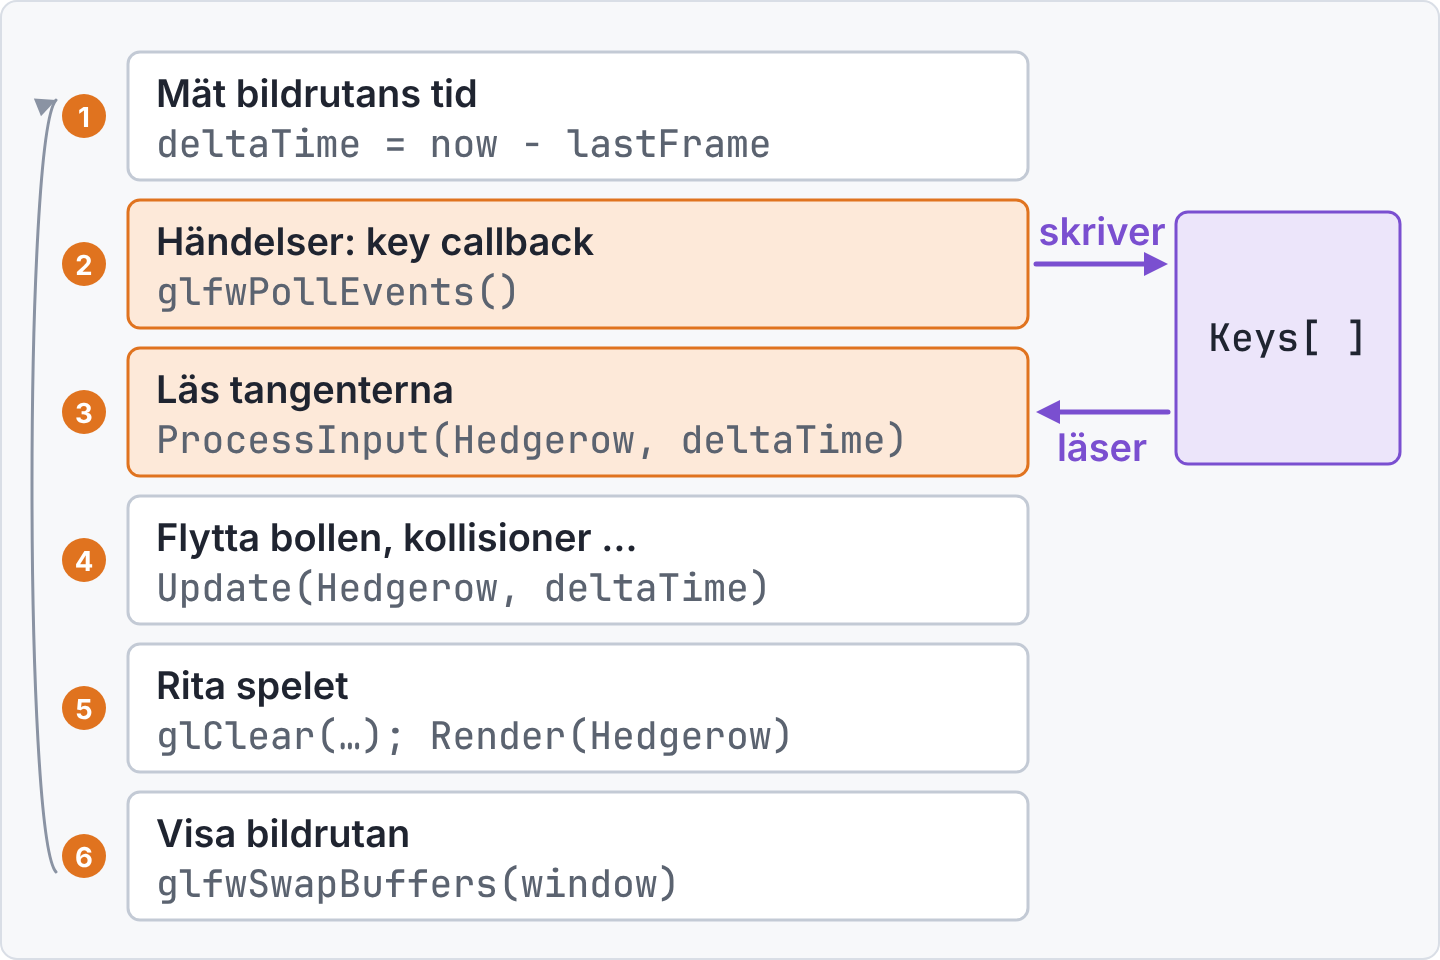 1
Mät bildrutans tid
deltaTime = now - lastFrame
2
Händelser: key callback
glfwPollEvents()
skriver
Keys[ ]
3
Läs tangenterna
ProcessInput(Hedgerow, deltaTime)
läser
4
Flytta bollen, kollisioner …
Update(Hedgerow, deltaTime)
5
Rita spelet
glClear(…); Render(Hedgerow)
6
Visa bildrutan
glfwSwapBuffers(window)